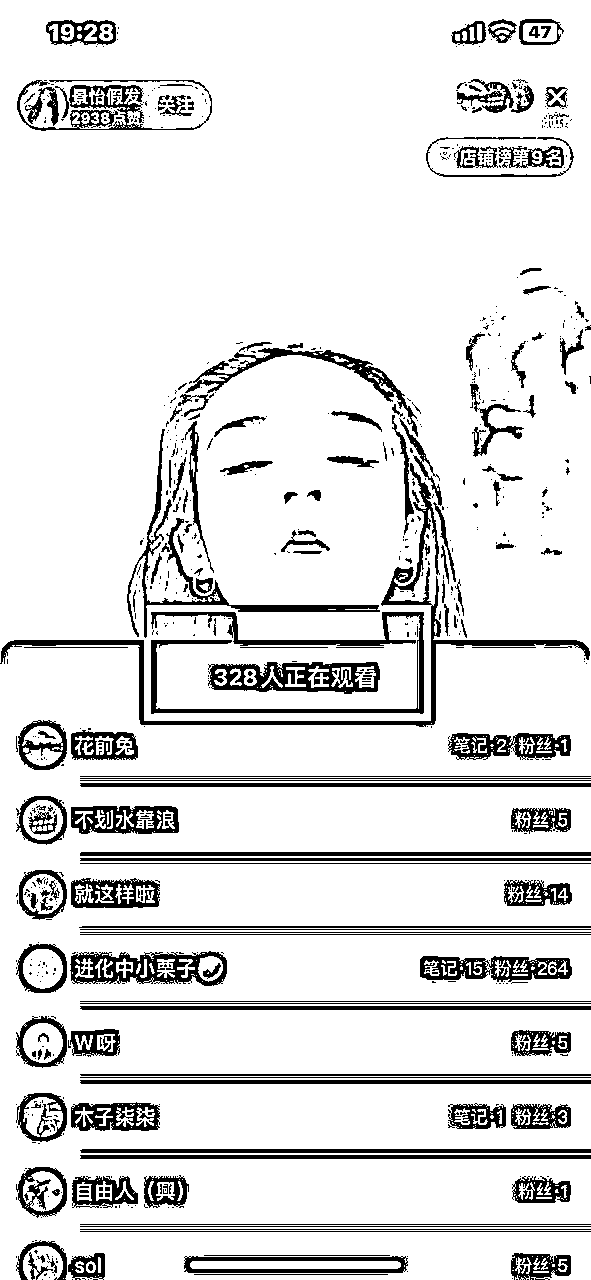 19:28
47
景怡假发
2938点赞
关注
店铺榜第9名
328人正在观看
花前兔
笔记·2 粉丝·1
不划水靠浪
粉丝·5
就这样啦
粉丝·14
进化中小栗子
笔记·15 粉丝·264
W呀
粉丝·5
木子柒柒
笔记·1 粉丝·3
自由人（興）
粉丝·1
sol
粉丝·5